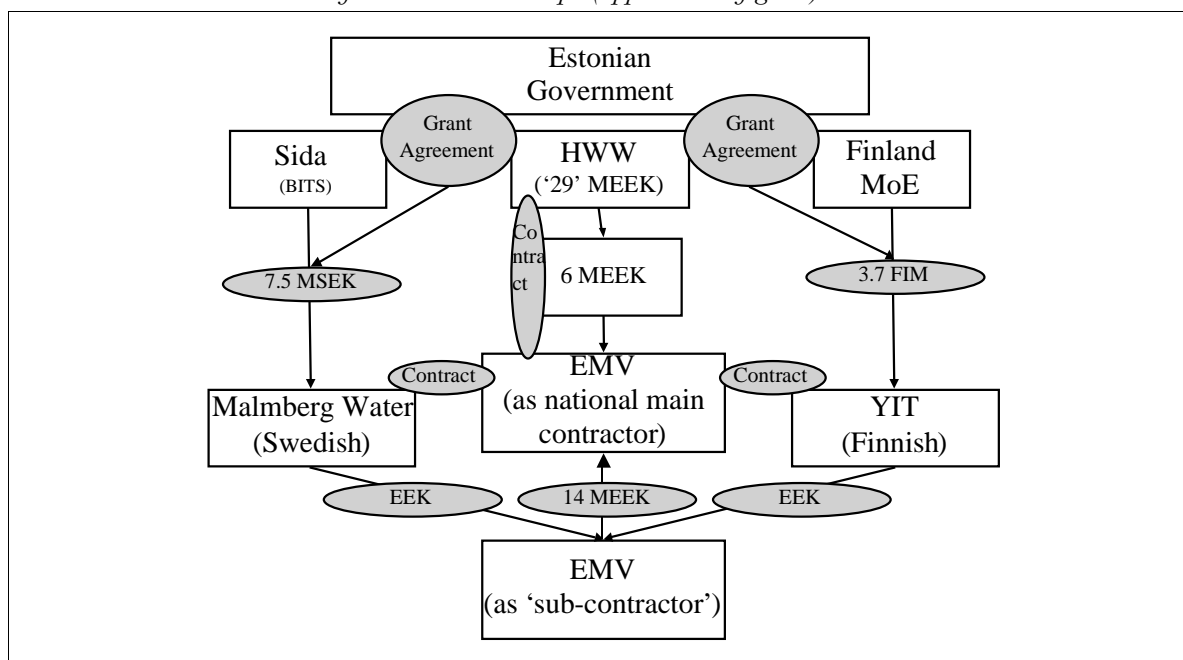 Estonian
Government
Grant
Agreement
Grant
Agreement
Sida
(BITS)
HWW
(‘29’ MEEK)
Finland
MoE
Co
ntra
ct
7.5 MSEK
6 MEEK
3.7 FIM
Contract
EMV
(as national main
contractor)
Contract
Malmberg Water
(Swedish)
YIT
(Finnish)
EEK
14 MEEK
EEK
EMV
(as ‘sub-contractor’)